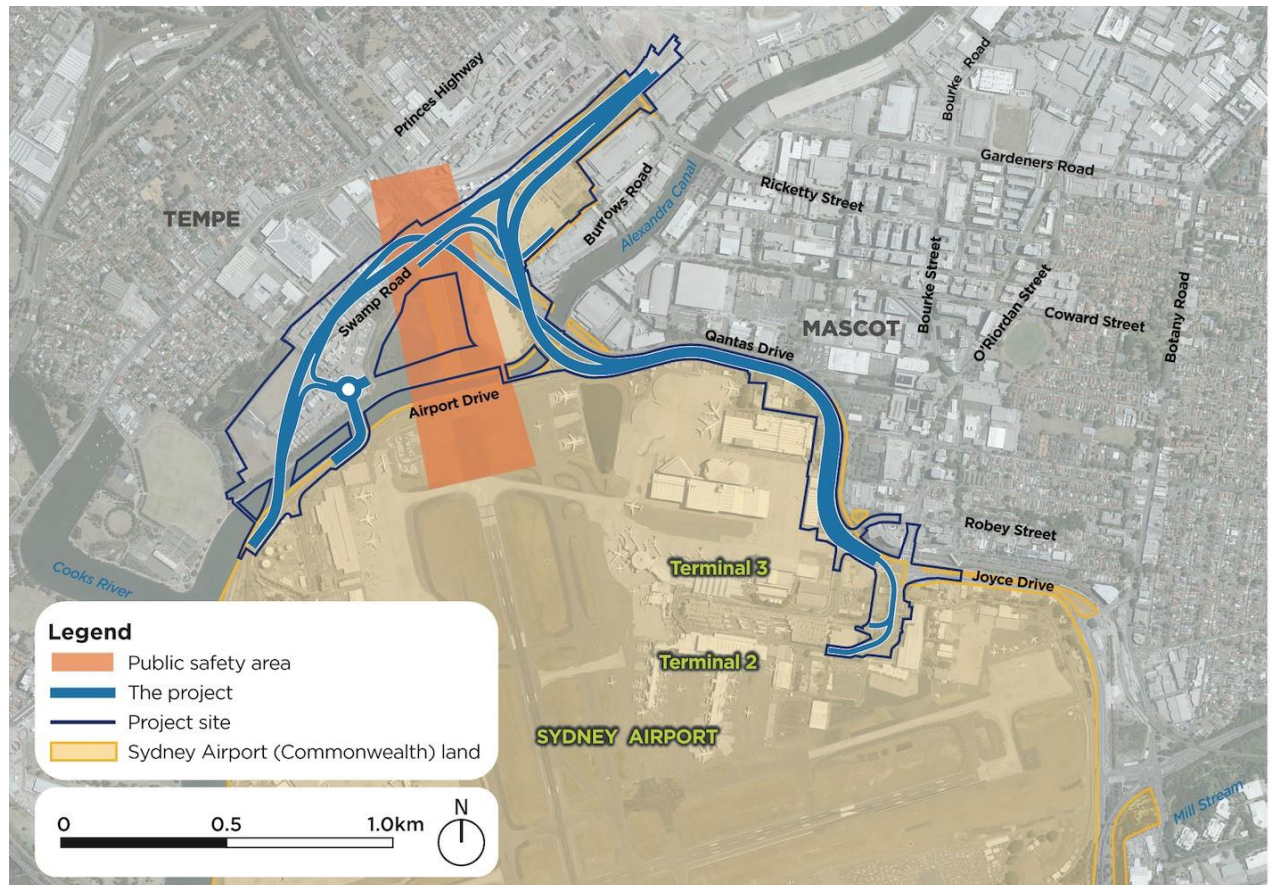 Princes Highway
Bourke Road
Gardeners Road
TEMPE
Ricketty Street
Burrows Road
Alexandra Canal
Swamp Road
Bourke Street
O'Riordan Street
Coward Street
Botany Road
MASCOT
Qantas Drive
Airport Drive
Robey Street
Cooks River
Terminal 3
Joyce Drive
Terminal 2
SYDNEY AIRPORT
Mill Stream
Legend
Public safety area
The project
Project site
Sydney Airport (Commonwealth) land
0 0.5 1.0km
N